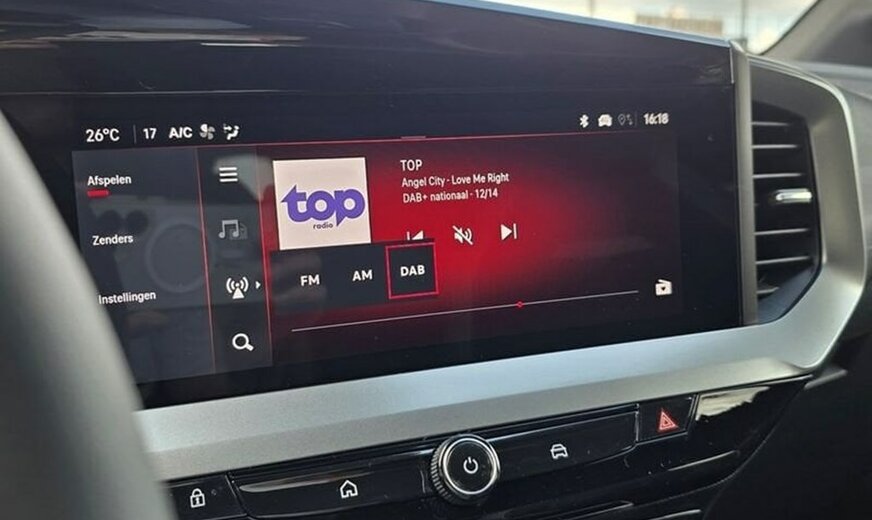 26°C 17 A/C 16:18
Afspelen
Zenders
Instellingen
top
radio
TOP
Angel City - Love Me Right
DAB+ nationaal - 12/14
FM AM DAB